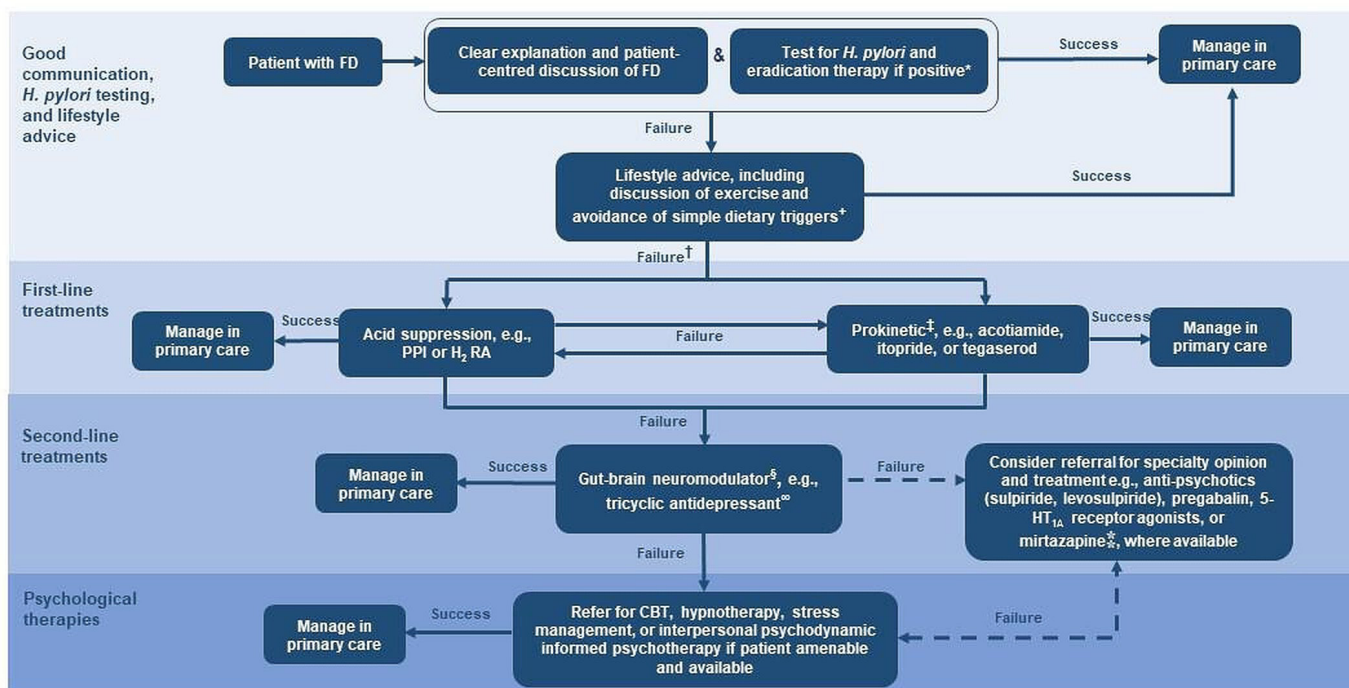 Good
communication,
H. pylori testing,
and lifestyle
advice
Patient with FD
Clear explanation and patient-
centred discussion of FD
&
Test for H. pylori and
eradication therapy if positive*
Success
Manage in
primary care
Failure
Lifestyle advice, including
discussion of exercise and
avoidance of simple dietary triggers+
Success
Failure†
First-line
treatments
Manage in
primary care
Success
Acid suppression, e.g.,
PPI or H2 RA
Failure
Prokinetic‡, e.g., acotiamide,
itopride, or tegaserod
Success
Manage in
primary care
Failure
Second-line
treatments
Manage in
primary care
Success
Gut-brain neuromodulator§, e.g.,
tricyclic antidepressant∞
Failure
Consider referral for specialty opinion
and treatment e.g., anti-psychotics
(sulpiride, levosulpiride), pregabalin, 5-
HT1A receptor agonists, or
mirtazapine⁑, where available
Failure
Psychological
therapies
Manage in
primary care
Success
Refer for CBT, hypnotherapy, stress
management, or interpersonal psychodynamic
informed psychotherapy if patient amenable
and available
Failure